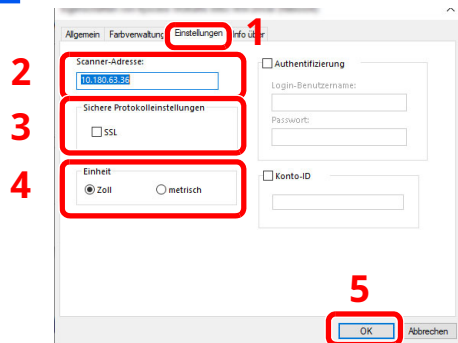 Allgemein Farbverwaltung Einstellungen Info über
1
Scanner-Adresse:
10.180.63.36
2
Sichere Protokolleinstellungen
SSL
3
Einheit
Zoll metrisch
4
Authentifizierung
Login-Benutzername:
Passwort:
Konto-ID
5
OK Abbrechen